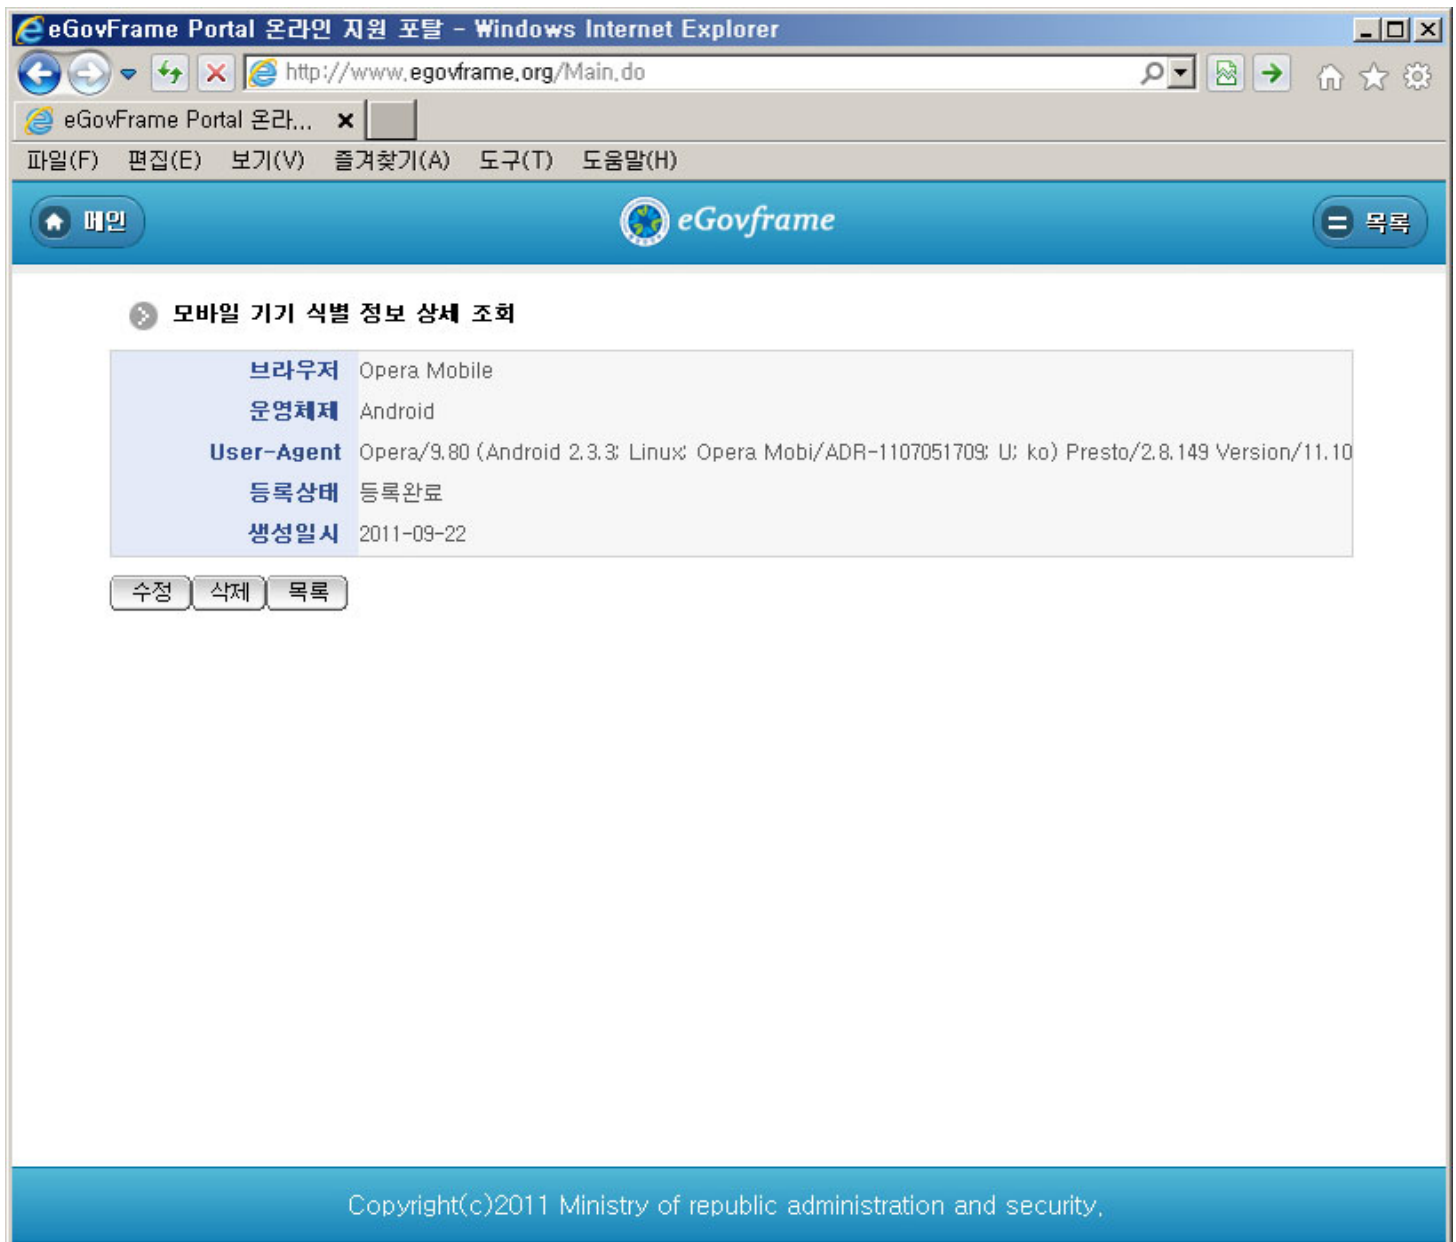 eGovFrame Portal 온라인 지원 포탈 - Windows Internet Explorer
http://www.egovframe.org/Main.do
eGovFrame Portal 온라...
파일(F) 편집(E) 보기(V) 즐겨찾기(A) 도구(T) 도움말(H)
메인 eGovframe 목록
모바일 기기 식별 정보 상세 조회
브라우저 Opera Mobile
운영체제 Android
User-Agent Opera/9.80 (Android 2.3.3; Linux; Opera Mobi/ADR-1107051709; U; ko) Presto/2.8.149 Version/11.10
등록상태 등록완료
생성일시 2011-09-22
수정 삭제 목록
Copyright(c)2011 Ministry of republic administration and security.